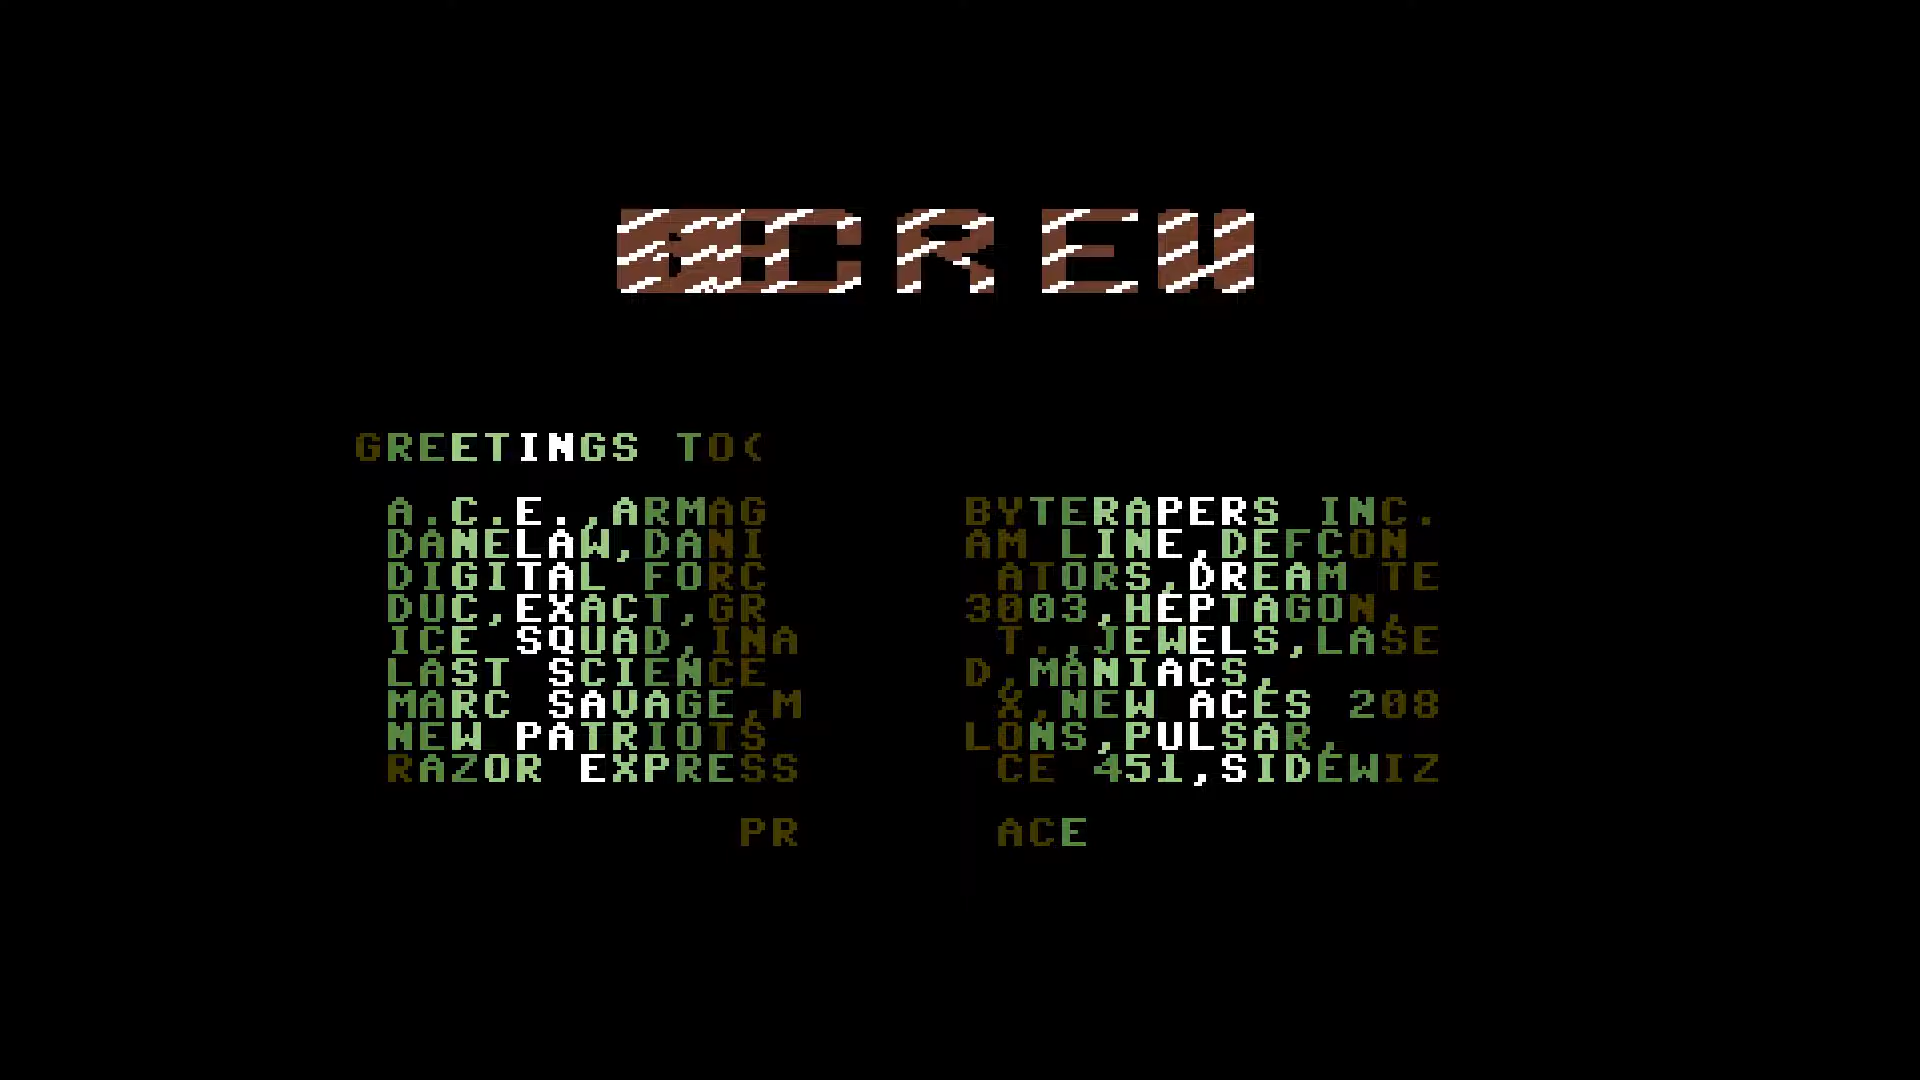 CREW
GREETINGS TO(
A.C.E.,ARMAG BYTERAPERS INC.
DANELAW,DANI AM LINE,DEFCON
DIGITAL FORC ATORS,DREAM TE
DUC,EXACT,GR 3003,HEPTAGON,
ICE SQUAD,INA T.,JEWELS,LASE
LAST SCIENCE D,MANIACS,
MARC SAVAGE,M X,NEW ACES 208
NEW PATRIOTS LONS,PULSAR,
RAZOR EXPRESS CE 451,SIDEWIZ
PR ACE